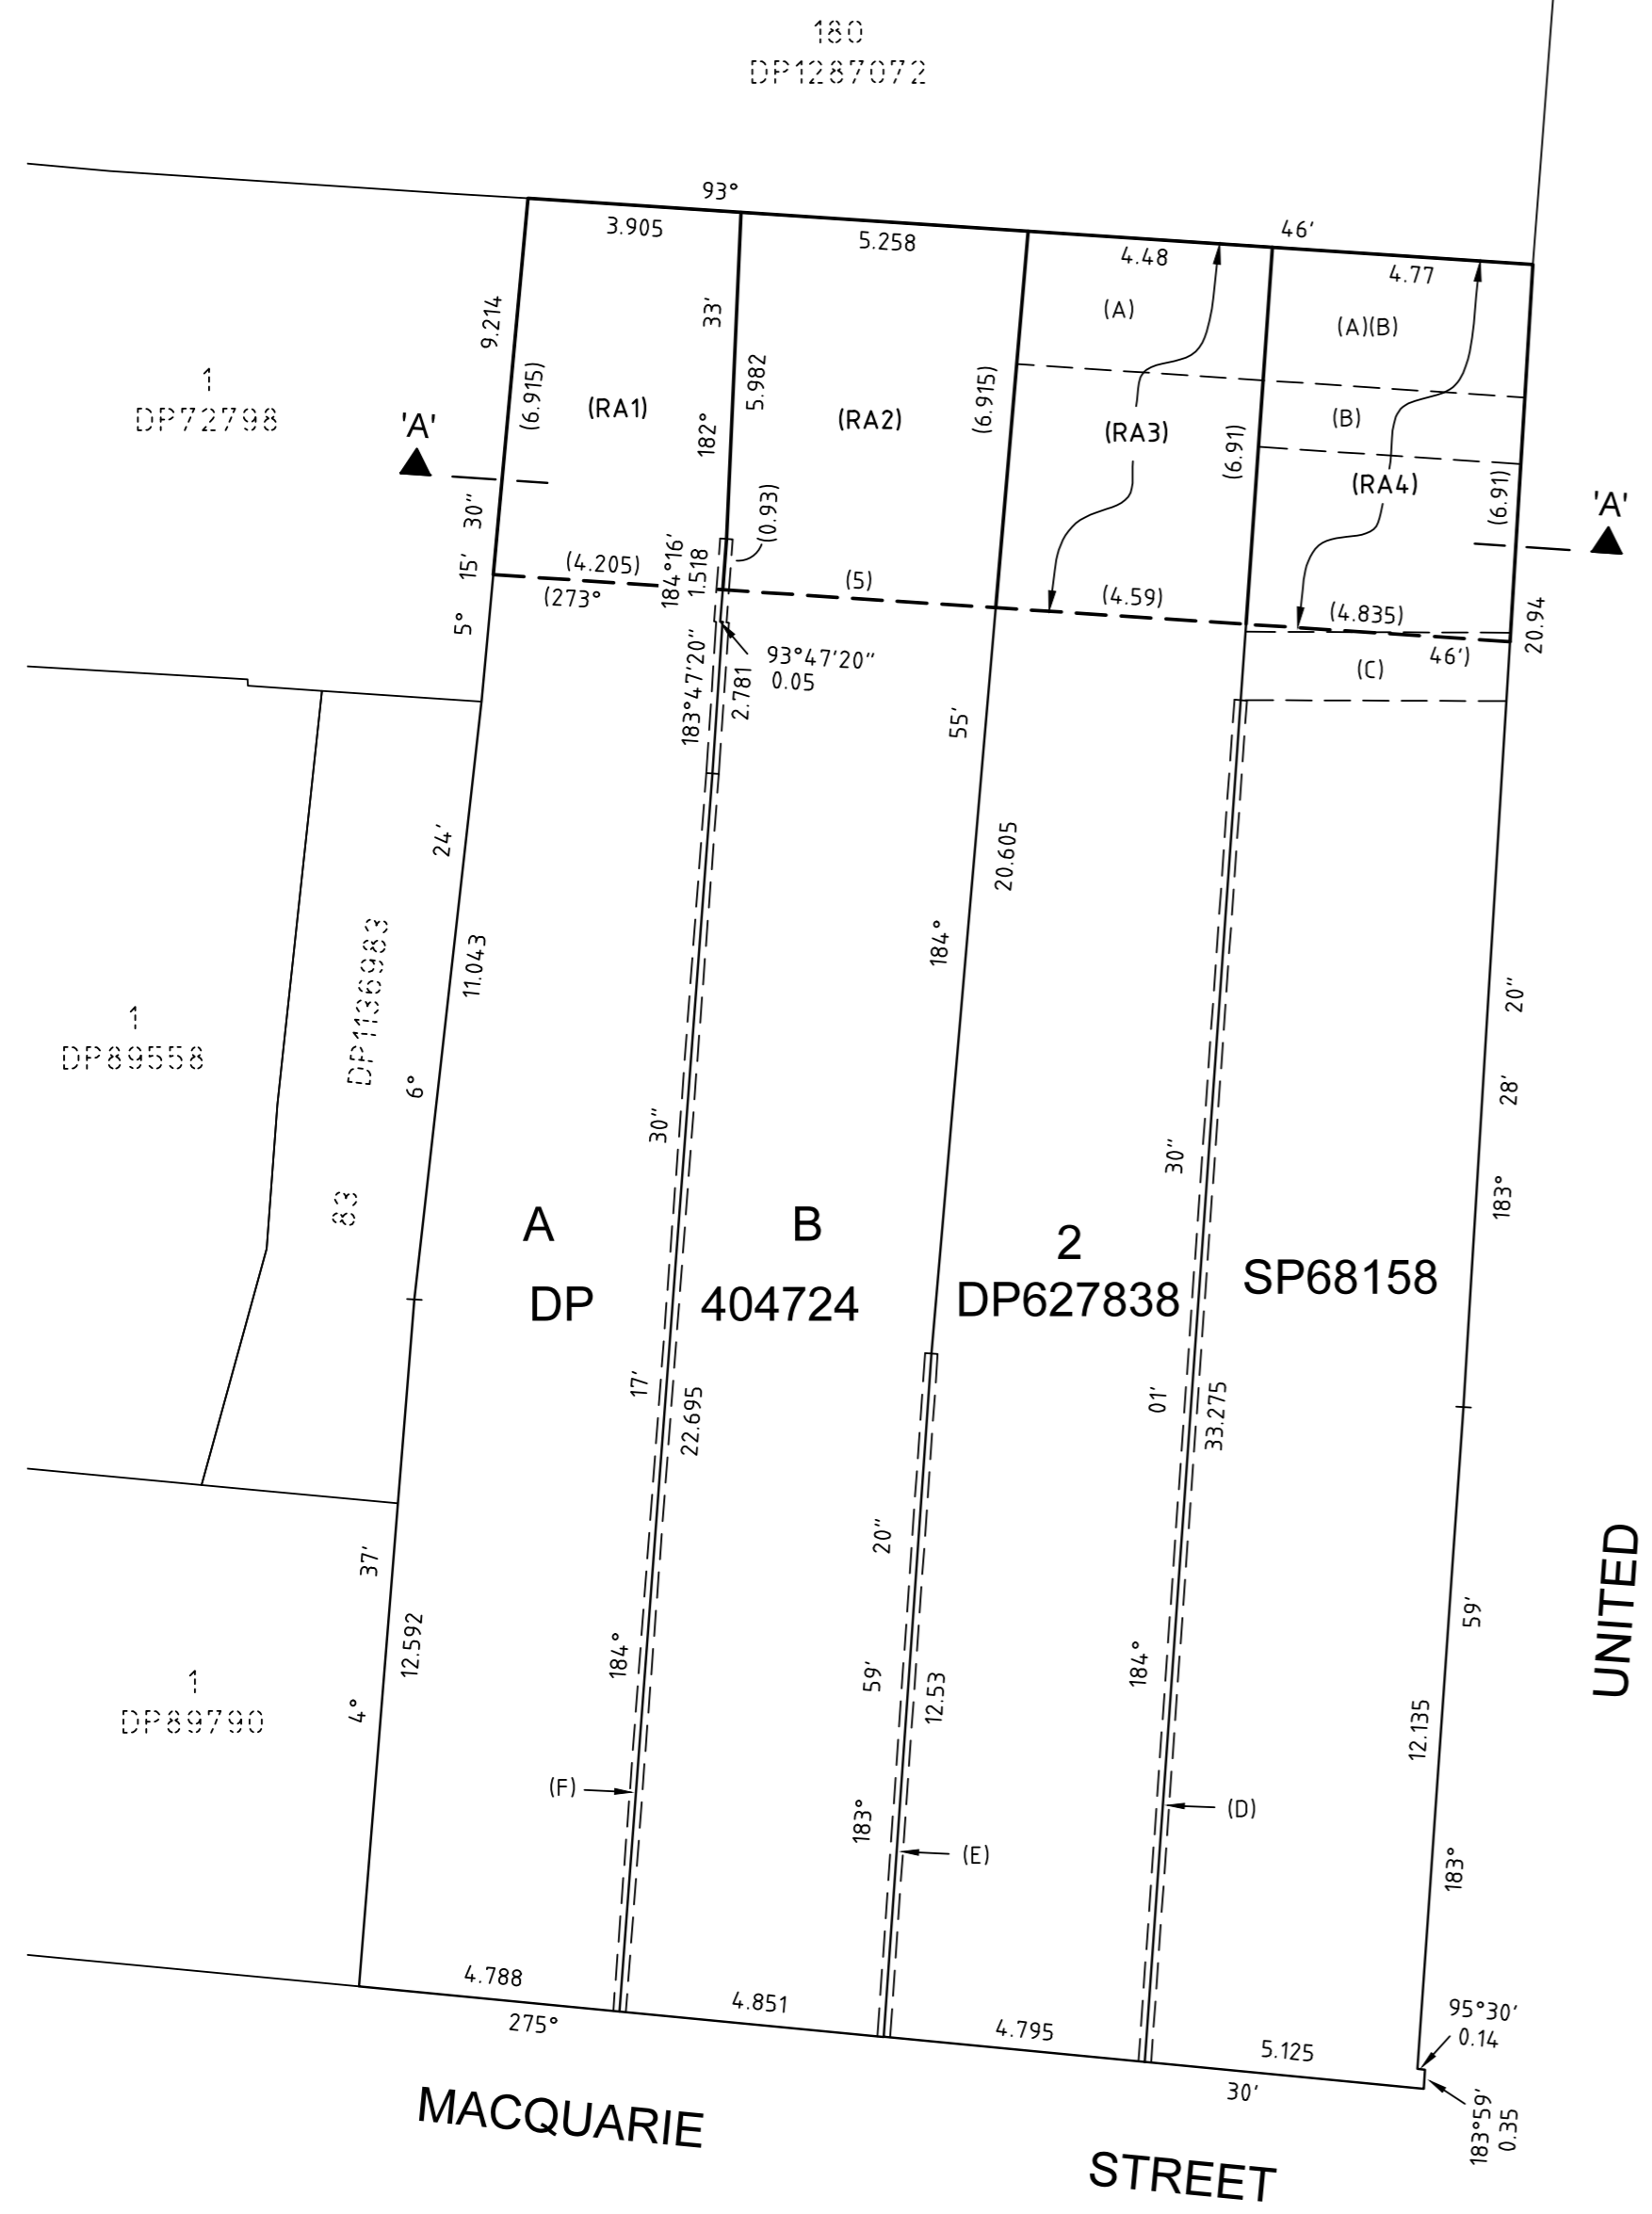 180
DP1287072
93°
46'
3.905
5.258
4.48
4.77
9.214
(6.915)
33'
5.982
182°
(6.915)
(A)
(A)(B)
(B)
1
DP72798
'A'
(RA1)
(RA2)
(RA3)
(RA4)
(6.91)
(6.91)
'A'
30"
15'
5°
(4.205)
(273°
184°16'
1.518
(0.93)
(5)
(4.59)
(4.835)
46')
20.94
183°47'20"
2.781
93°47'20"
0.05
(C)
55'
24'
20.605
184°
11.043
6°
DP1136983
83
1
DP89558
20"
28'
183°
30"
30"
A
B
2
DP
404724
DP627838
SP68158
17'
22.695
01'
33.275
20"
37'
12.592
4°
184°
59'
12.53
184°
59'
12.135
UNITED
1
DP89790
(F)
183°
(E)
(D)
183°
4.788
4.851
4.795
5.125
275°
30'
95°30'
0.14
183°59'
0.35
MACQUARIE
STREET